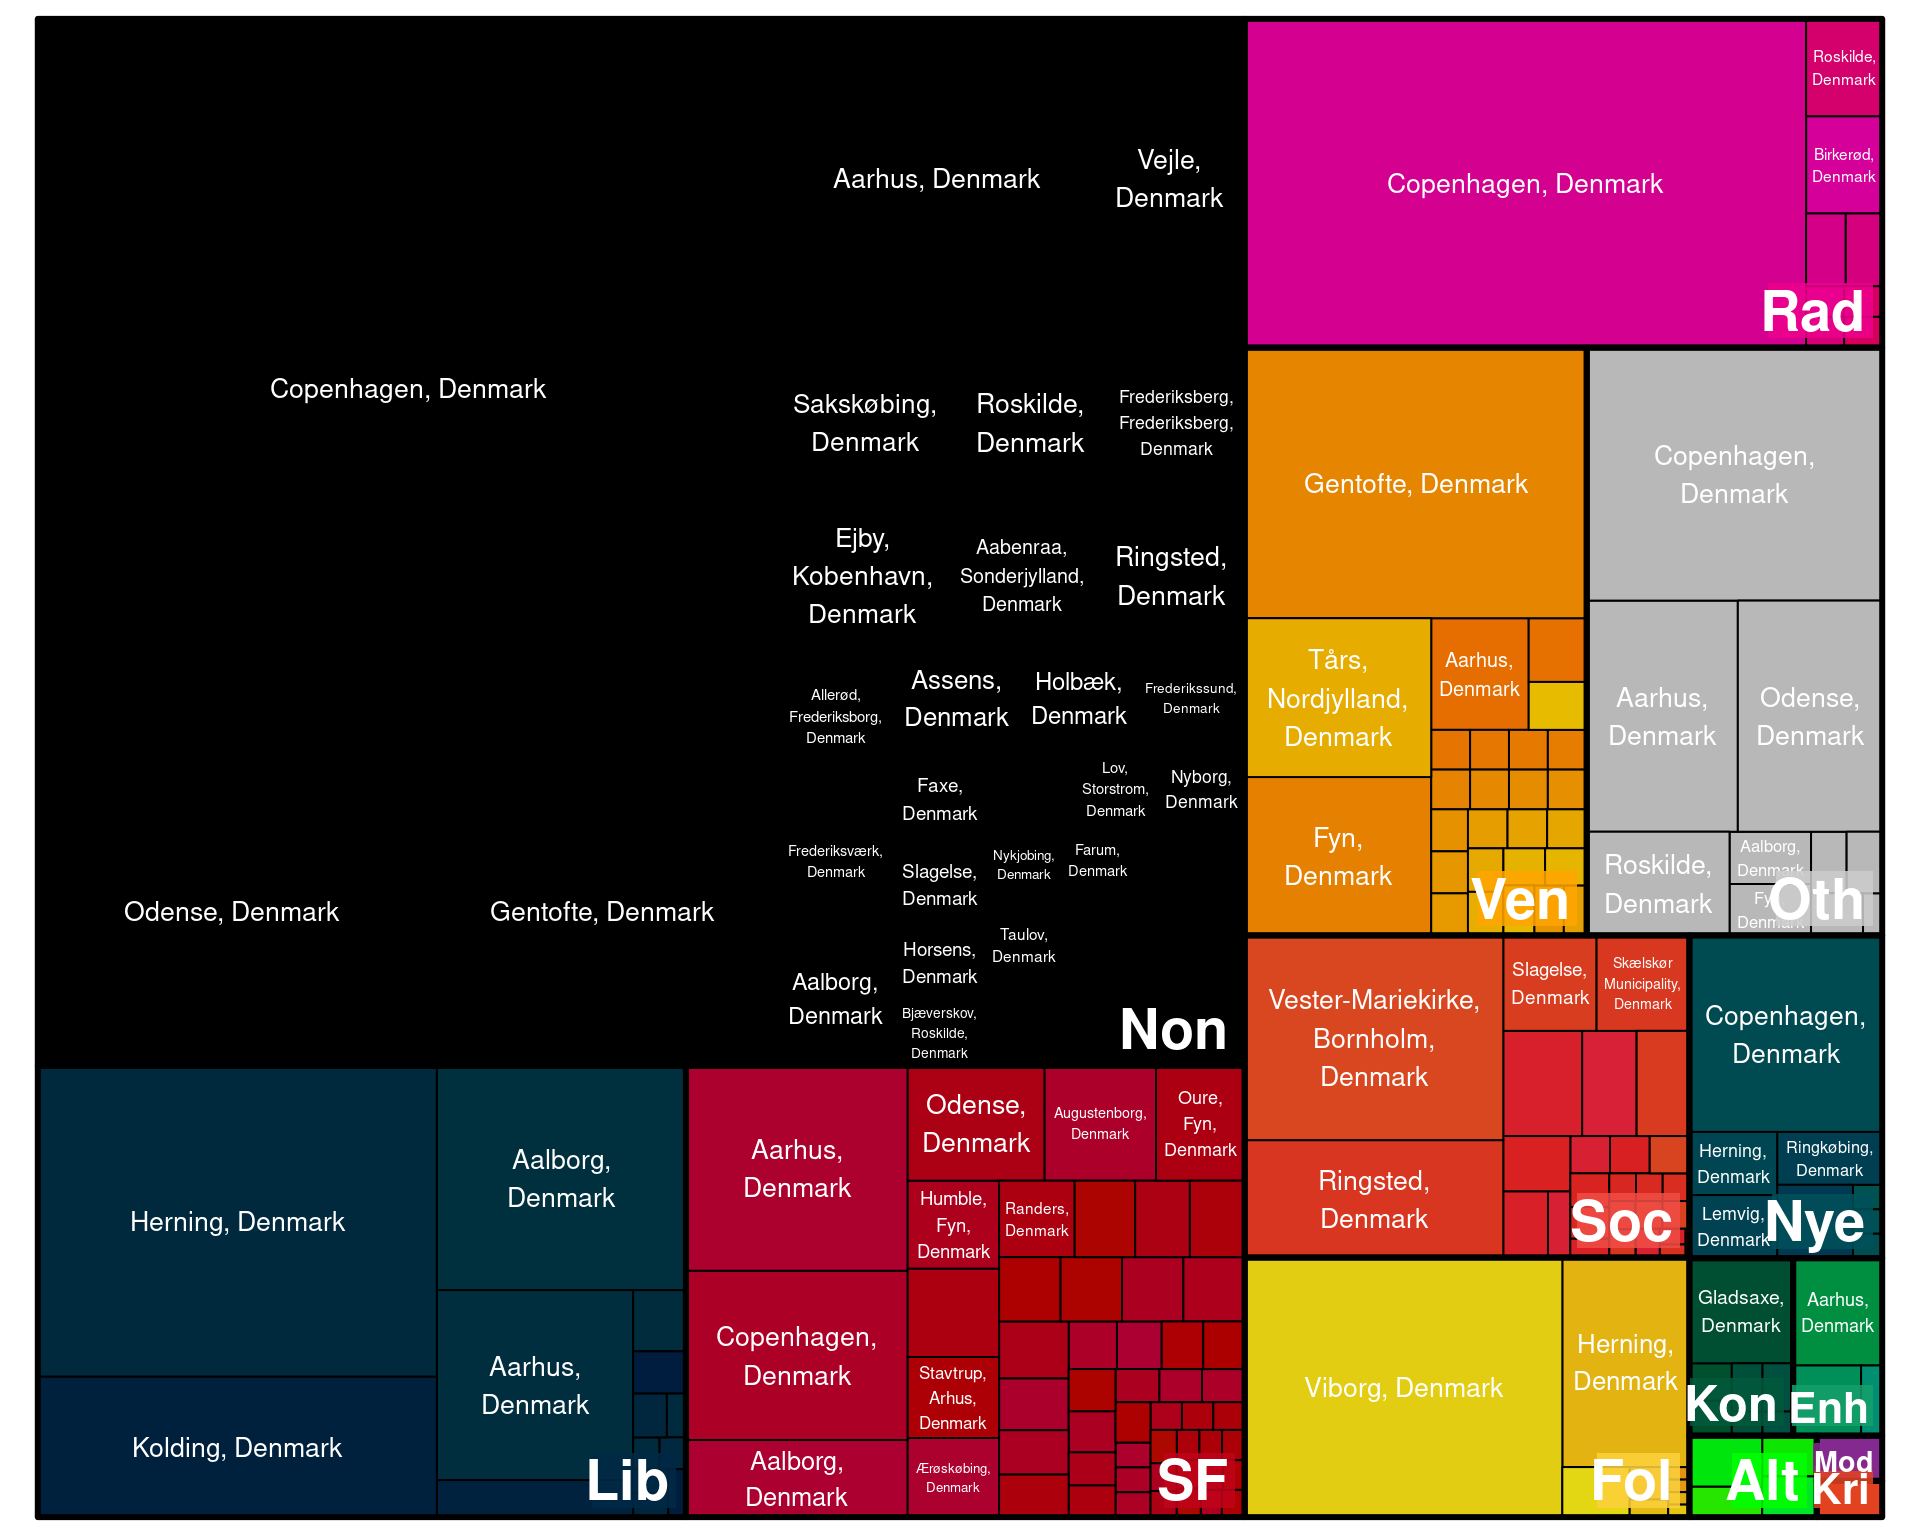 Copenhagen, Denmark
Aarhus, Denmark
Vejle,
Denmark
Sakskøbing,
Denmark
Roskilde,
Denmark
Frederiksberg,
Frederiksberg,
Denmark
Ejby,
Kobenhavn,
Denmark
Aabenraa,
Sonderjylland,
Denmark
Ringsted,
Denmark
Allerød,
Frederiksborg,
Denmark
Assens,
Denmark
Holbæk,
Denmark
Frederikssund,
Denmark
Faxe,
Denmark
Lov,
Storstrom,
Denmark
Nyborg,
Denmark
Frederiksværk,
Denmark
Slagelse,
Denmark
Nykjobing,
Denmark
Farum,
Denmark
Odense, Denmark
Gentofte, Denmark
Aalborg,
Denmark
Horsens,
Denmark
Taulov,
Denmark
Bjæverskov,
Roskilde,
Denmark
Non
Copenhagen, Denmark
Roskilde,
Denmark
Birkerød,
Denmark
Rad
Gentofte, Denmark
Tårs,
Nordjylland,
Denmark
Aarhus,
Denmark
Fyn,
Denmark
Ven
Copenhagen,
Denmark
Aarhus,
Denmark
Odense,
Denmark
Roskilde,
Denmark
Aalborg,
Denmark
Denmark
Oth
Vester-Mariekirke,
Bornholm,
Denmark
Slagelse,
Denmark
Skælskør
Municipality,
Denmark
Ringsted,
Denmark
Soc
Copenhagen,
Denmark
Herning,
Denmark
Ringkøbing,
Denmark
Lemvig,
Denmark
Nye
Herning, Denmark
Aalborg,
Denmark
Aarhus,
Denmark
Kolding, Denmark
Lib
Aarhus,
Denmark
Odense,
Denmark
Augustenborg,
Denmark
Oure,
Fyn,
Denmark
Humble,
Fyn,
Denmark
Randers,
Denmark
Copenhagen,
Denmark
Stavtrup,
Arhus,
Denmark
Aalborg,
Denmark
Ærøskøbing,
Denmark
SF
Viborg, Denmark
Herning,
Denmark
Fol
Gladsaxe,
Denmark
Kon
Aarhus,
Denmark
Enh
Alt
Mod
Kri